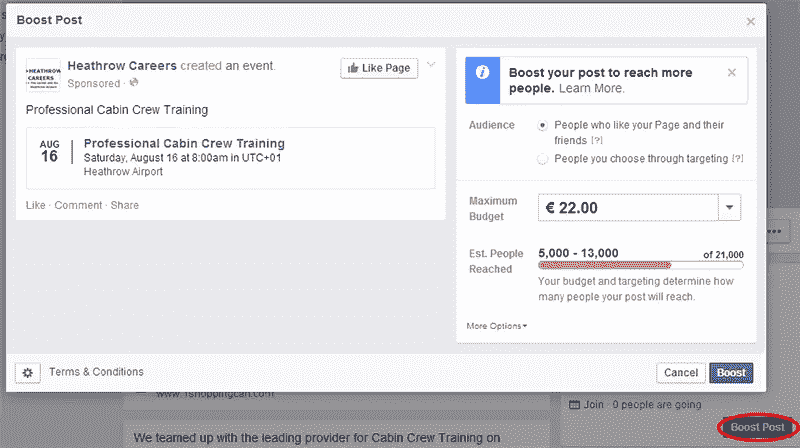 Boost Post
HEATHROW
CAREERS
Heathrow Careers created an event.
Sponsored ·
Like Page
Professional Cabin Crew Training
AUG
16
Professional Cabin Crew Training
Saturday, August 16 at 8:00am in UTC+01
Heathrow Airport
Like · Comment · Share
Boost your post to reach more
people. Learn More.
Audience
People who like your Page and their
friends [?]
People you choose through targeting [?]
Maximum
Budget
€ 22.00
Est. People
Reached
5,000 - 13,000
of 21,000
Your budget and targeting determine how
many people your post will reach.
More Options
Terms & Conditions
Cancel
Boost
www.1shoppingcan.com
Join · 0 people are going
Boost Post
We teamed up with the leading provider for Cabin Crew Training on